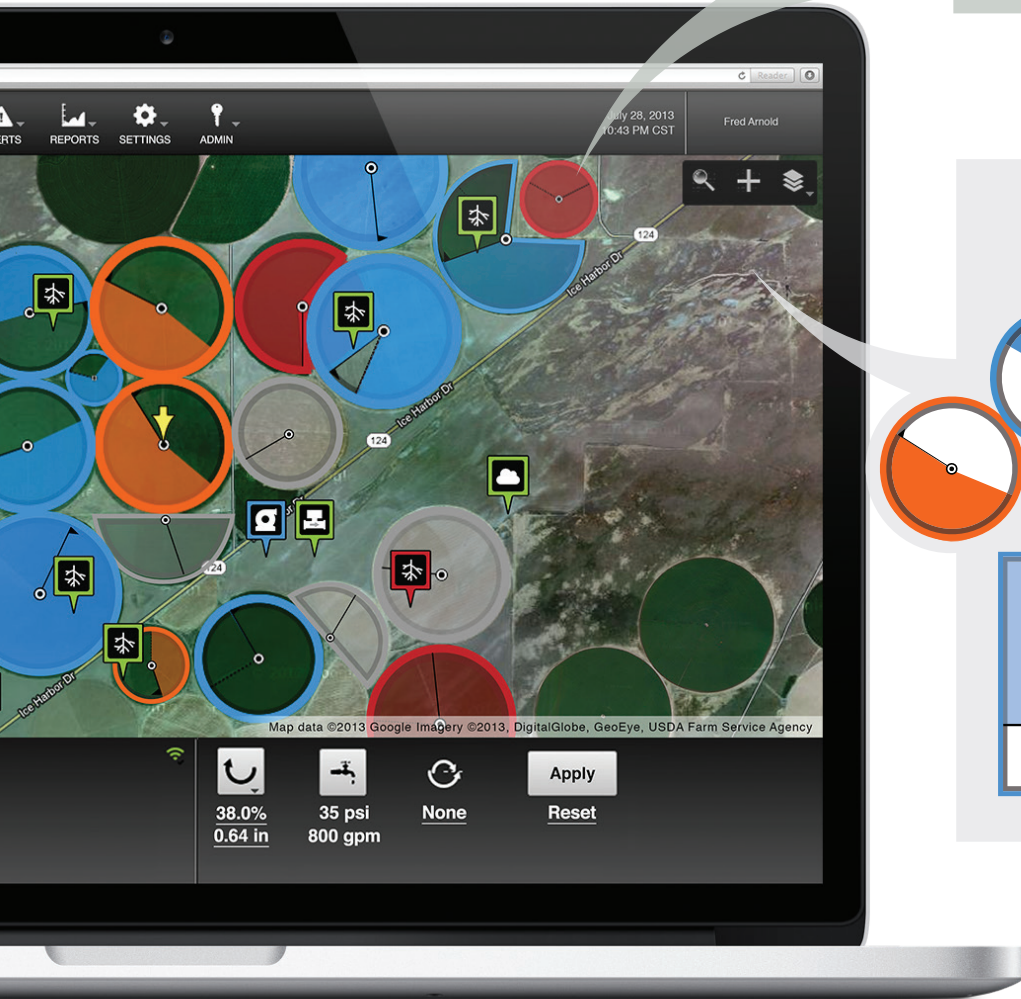 Reader
REPORTS
SETTINGS
ADMIN
July 28, 2013
10:43 PM CST
Fred Arnold
124
Ice Harbor Dr
Ice Harbor Dr
124
124
Ice Harbor Dr
Map data ©2013 Google Imagery ©2013, DigitalGlobe, GeoEye, USDA Farm Service Agency
38.0%
0.64 in
35 psi
800 gpm
None
Apply
Reset